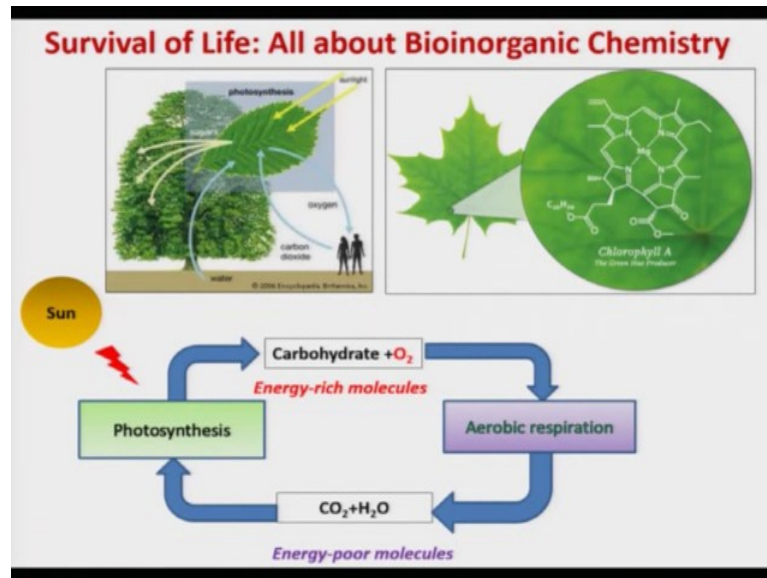 Survival of Life: All about Bioinorganic Chemistry
photosynthesis
sunlight
sugars
oxygen
carbon
dioxide
water
© 2006 Encyclopædia Britannica, Inc.
N
N
Mg
N
N
O
O
O
O
O
Chlorophyll A
The Green Hue Producer
Sun
Carbohydrate +O₂
Energy-rich molecules
Photosynthesis
Aerobic respiration
CO₂+H₂O
Energy-poor molecules